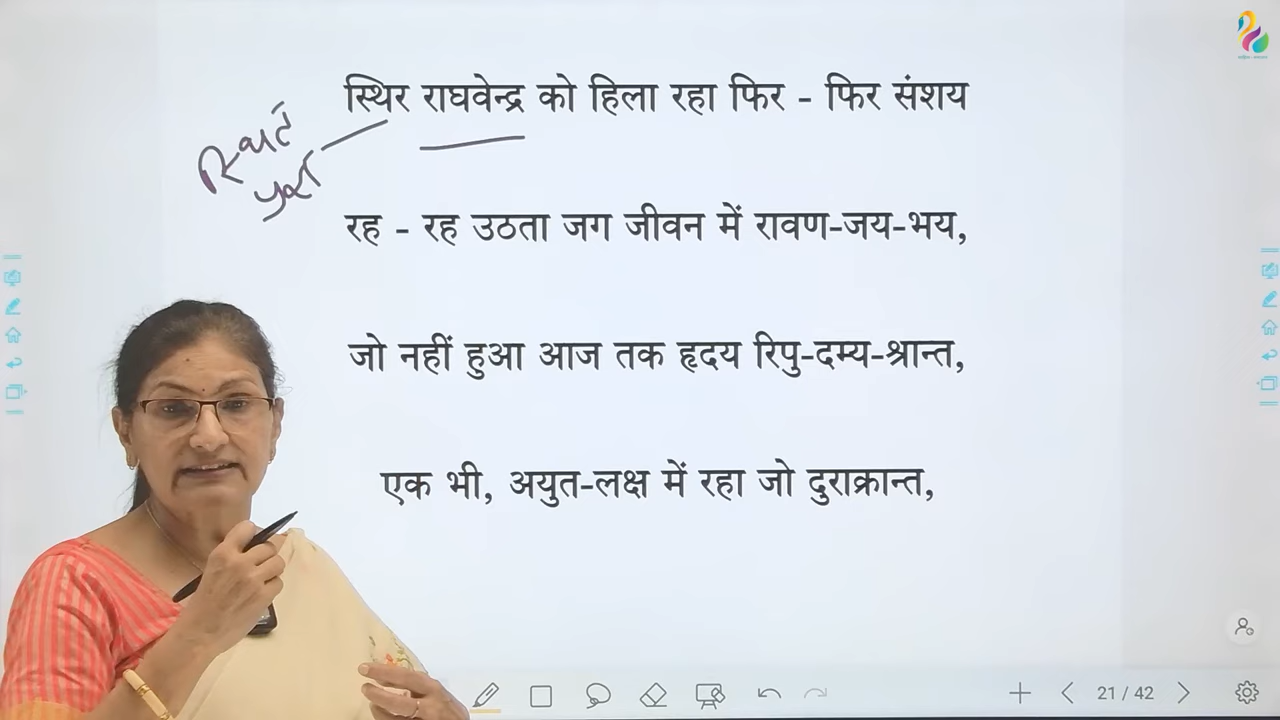 स्थिर राघवेन्द्र को हिला रहा फिर - फिर संशय
रह - रह उठता जग जीवन में रावण-जय-भय,
जो नहीं हुआ आज तक हृदय रिपु-दम्य-श्रान्त,
एक भी, अयुत-लक्ष में रहा जो दुराक्रान्त,
21 / 42